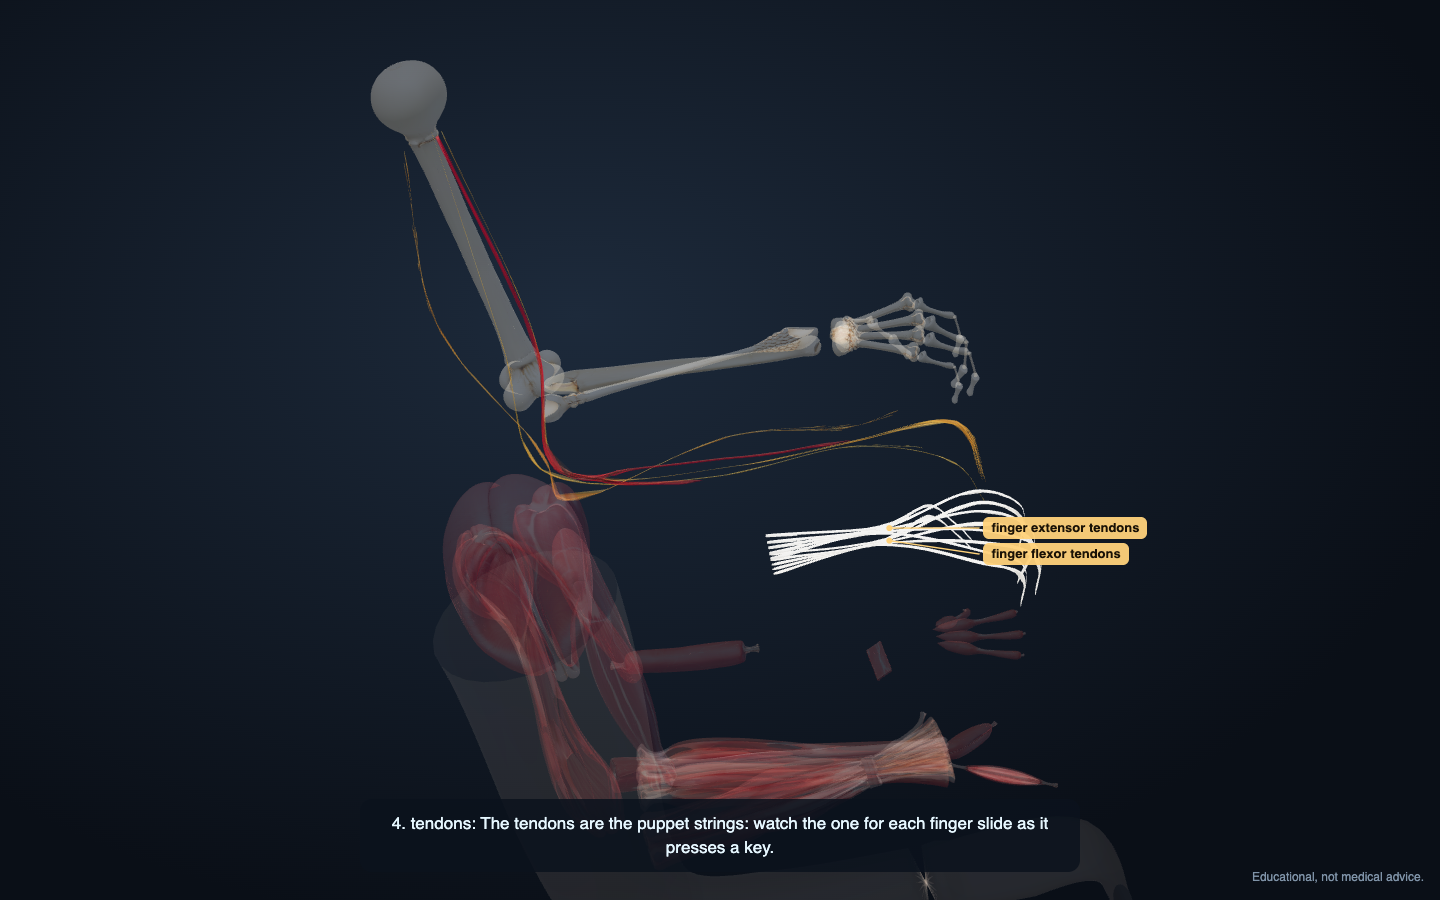 finger extensor tendons
finger flexor tendons
4. tendons: The tendons are the puppet strings: watch the one for each finger slide as it
presses a key.
Educational, not medical advice.